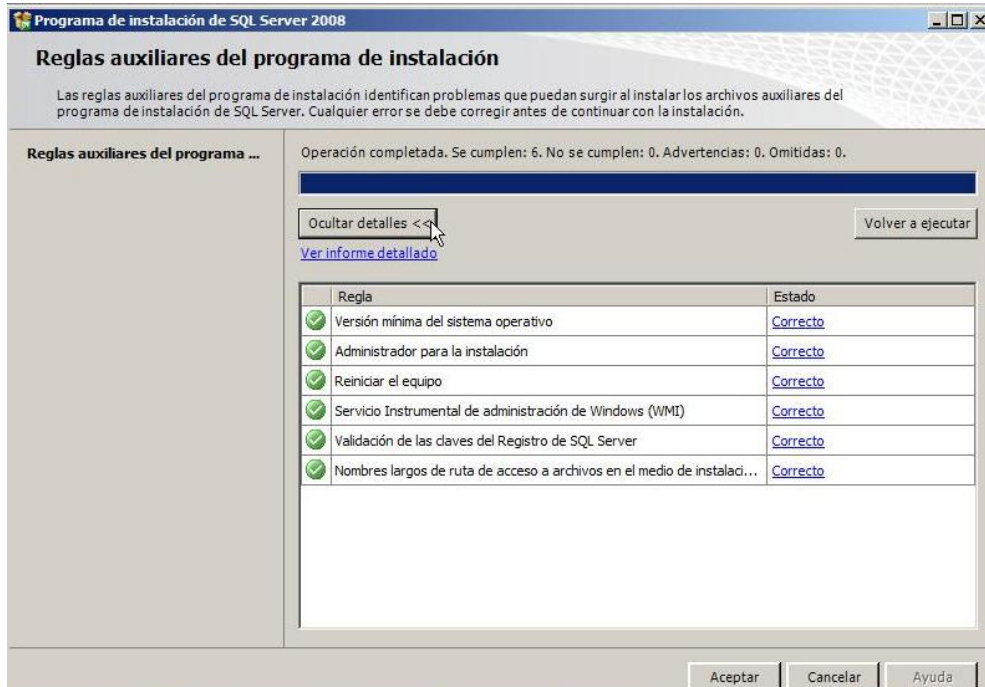 Programa de instalación de SQL Server 2008
Reglas auxiliares del programa de instalación
Las reglas auxiliares del programa de instalación identifican problemas que puedan surgir al instalar los archivos auxiliares del
programa de instalación de SQL Server. Cualquier error se debe corregir antes de continuar con la instalación.
Reglas auxiliares del programa ...
Operación completada. Se cumplen: 6. No se cumplen: 0. Advertencias: 0. Omitidas: 0.
Ocultar detalles <<
Volver a ejecutar
Ver informe detallado
Regla Estado
Versión mínima del sistema operativo Correcto
Administrador para la instalación Correcto
Reiniciar el equipo Correcto
Servicio Instrumental de administración de Windows (WMI) Correcto
Validación de las claves del Registro de SQL Server Correcto
Nombres largos de ruta de acceso a archivos en el medio de instalaci... Correcto
Aceptar Cancelar Ayuda